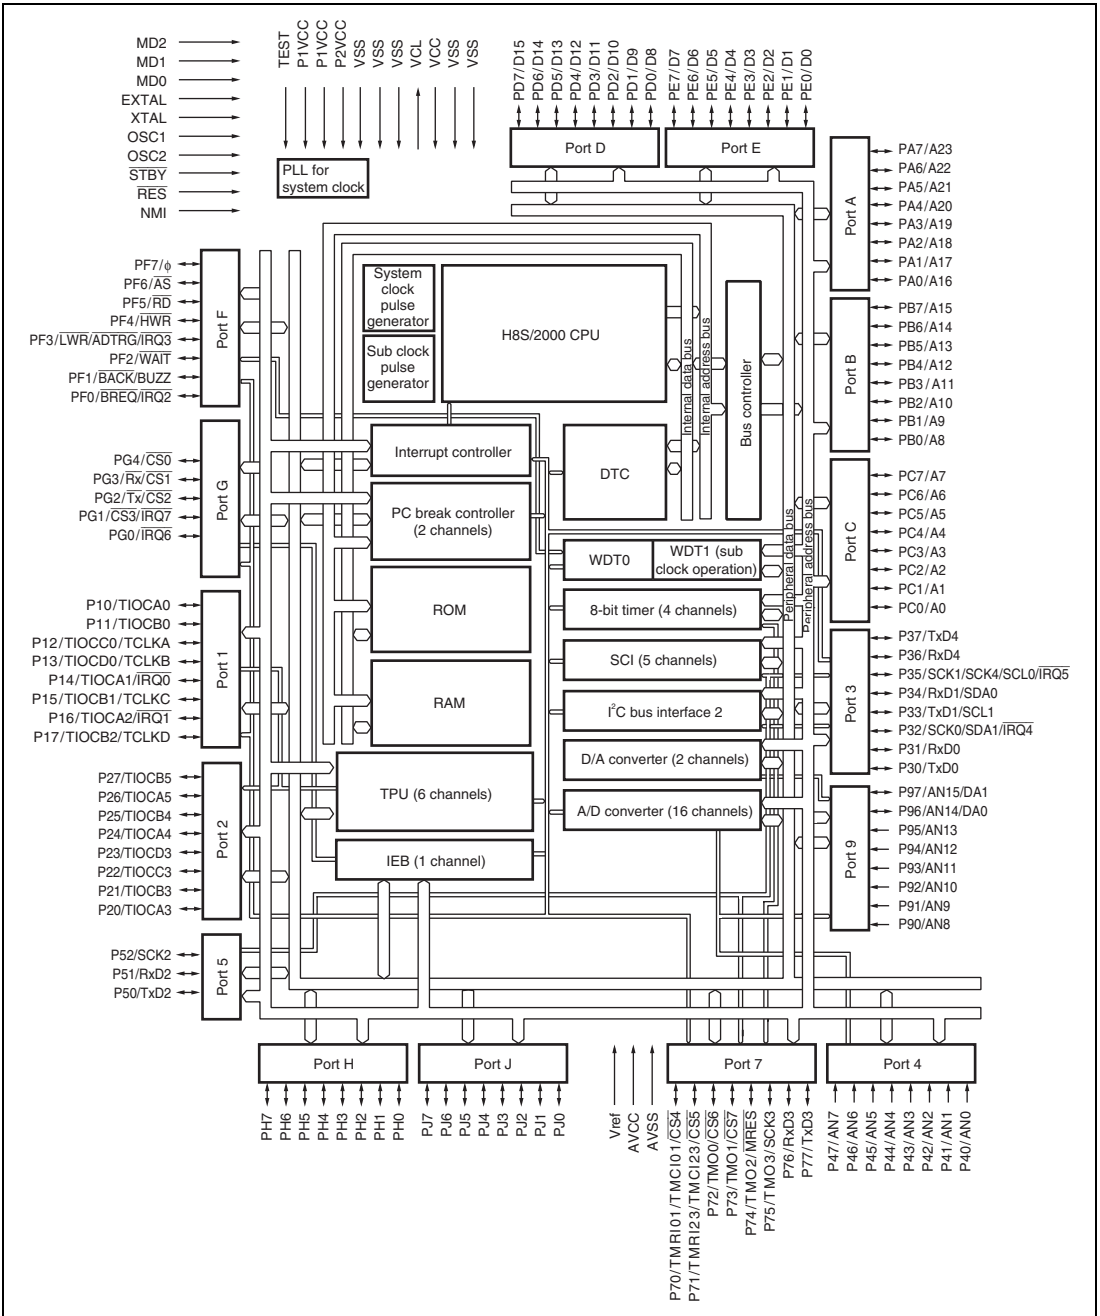 MD2
MD1
MD0
EXTAL
XTAL
OSC1
OSC2
STBY
RES
NMI
TEST
P1VCC
P1VCC
P2VCC
VSS
VSS
VSS
VCL
VCC
VSS
VSS
PLL for
system clock
PD7/D15
PD6/D14
PD5/D13
PD4/D12
PD3/D11
PD2/D10
PD1/D9
PD0/D8
Port D
PE7/D7
PE6/D6
PE5/D5
PE4/D4
PE3/D3
PE2/D2
PE1/D1
PE0/D0
Port E
PA7/A23
PA6/A22
PA5/A21
PA4/A20
PA3/A19
PA2/A18
PA1/A17
PA0/A16
Port A
PF7/ϕ
PF6/AS
PF5/RD
PF4/HWR
PF3/LWR/ADTRG/IRQ3
PF2/WAIT
PF1/BACK/BUZZ
PF0/BREQ/IRQ2
Port F
System
clock
pulse
generator
Sub clock
pulse
generator
H8S/2000 CPU
Internal data bus
Internal address bus
Bus controller
PB7/A15
PB6/A14
PB5/A13
PB4/A12
PB3/A11
PB2/A10
PB1/A9
PB0/A8
Port B
PG4/CS0
PG3/Rx/CS1
PG2/Tx/CS2
PG1/CS3/IRQ7
PG0/IRQ6
Port G
Interrupt controller
PC break controller
(2 channels)
DTC
PC7/A7
PC6/A6
PC5/A5
PC4/A4
PC3/A3
PC2/A2
PC1/A1
PC0/A0
Port C
Peripheral data bus
Peripheral address bus
WDT0
WDT1 (sub
clock operation)
P10/TIOCA0
P11/TIOCB0
P12/TIOCC0/TCLKA
P13/TIOCD0/TCLKB
P14/TIOCA1/IRQ0
P15/TIOCB1/TCLKC
P16/TIOCA2/IRQ1
P17/TIOCB2/TCLKD
Port 1
ROM
RAM
8-bit timer (4 channels)
SCI (5 channels)
I²C bus interface 2
D/A converter (2 channels)
A/D converter (16 channels)
P37/TxD4
P36/RxD4
P35/SCK1/SCK4/SCL0/IRQ5
P34/RxD1/SDA0
P33/TxD1/SCL1
P32/SCK0/SDA1/IRQ4
P31/RxD0
P30/TxD0
Port 3
P27/TIOCB5
P26/TIOCA5
P25/TIOCB4
P24/TIOCA4
P23/TIOCD3
P22/TIOCC3
P21/TIOCB3
P20/TIOCA3
Port 2
TPU (6 channels)
IEB (1 channel)
P97/AN15/DA1
P96/AN14/DA0
P95/AN13
P94/AN12
P93/AN11
P92/AN10
P91/AN9
P90/AN8
Port 9
P52/SCK2
P51/RxD2
P50/TxD2
Port 5
Port H
Port J
Port 7
Port 4
PH7
PH6
PH5
PH4
PH3
PH2
PH1
PH0
PJ7
PJ6
PJ5
PJ4
PJ3
PJ2
PJ1
PJ0
Vref
AVCC
AVSS
P70/TMRI01/TMCI01/CS4
P71/TMRI23/TMCI23/CS5
P72/TMO0/CS6
P73/TMO1/CS7
P74/TMO2/MRES
P75/TMO3/SCK3
P76/RxD3
P77/TxD3
P47/AN7
P46/AN6
P45/AN5
P44/AN4
P43/AN3
P42/AN2
P41/AN1
P40/AN0